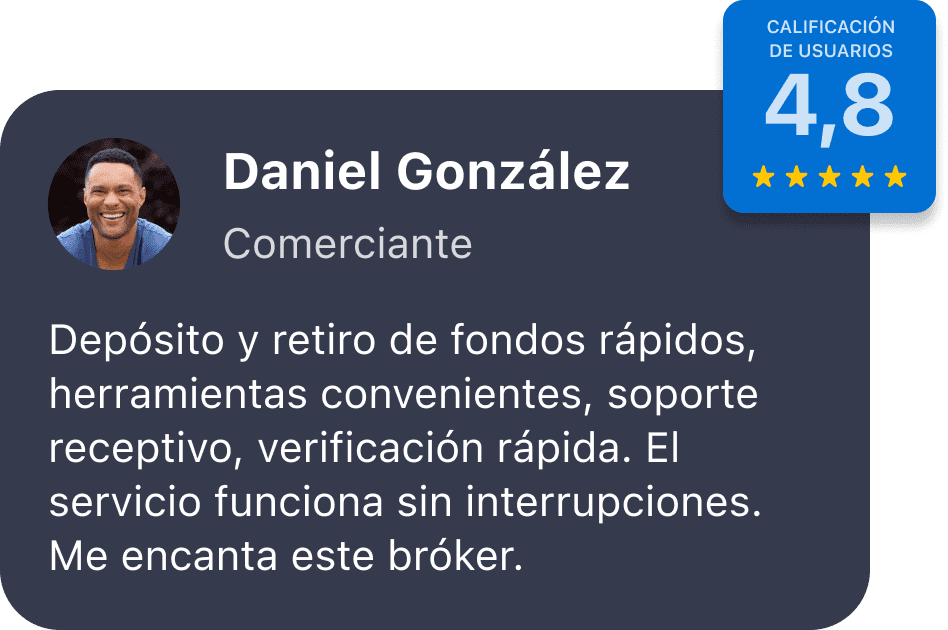 CALIFICACIÓN
DE USUARIOS
4,8
Daniel González
Comerciante
Depósito y retiro de fondos rápidos,
herramientas convenientes, soporte
receptivo, verificación rápida. El
servicio funciona sin interrupciones.
Me encanta este bróker.